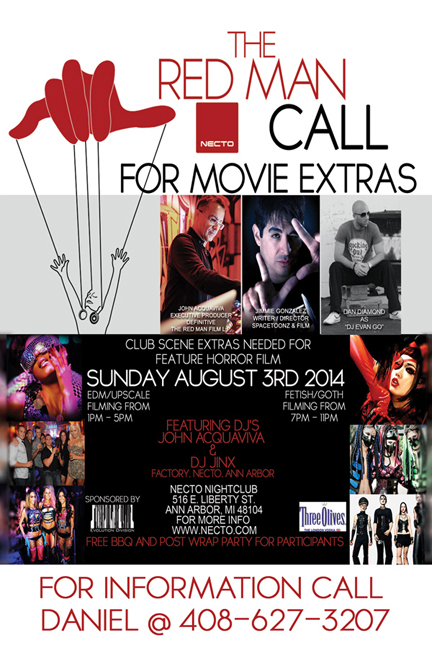 THE
RED MAN
NECTO
CALL
FOR MOVIE EXTRAS
JOHN ACQUAVIVA
EXECUTIVE PRODUCER
DEFINITIVE
THE RED MAN FILM LLC
JIMMIE GONZALEZ
WRITER / DIRECTOR
SPACETOONZ & FILM
DAN DIAMOND
AS
"DJ EVAN GO"
CLUB SCENE EXTRAS NEEDED FOR
FEATURE HORROR FILM
SUNDAY AUGUST 3RD 2014
EDM/UPSCALE
FILMING FROM
1PM - 5PM
FETISH/GOTH
FILMING FROM
7PM - 11PM
FEATURING DJ'S
JOHN ACQUAVIVA
&
DJ JINX
FACTORY, NECTO, ANN ARBOR
SPONSORED BY
EVOLUTION DIVISION
NECTO NIGHTCLUB
516 E. LIBERTY ST.
ANN ARBOR, MI 48104
FOR MORE INFO
WWW.NECTO.COM
Three Olives
FREE BBQ AND POST WRAP PARTY FOR PARTICIPANTS
FOR INFORMATION CALL
DANIEL @ 408-627-3207